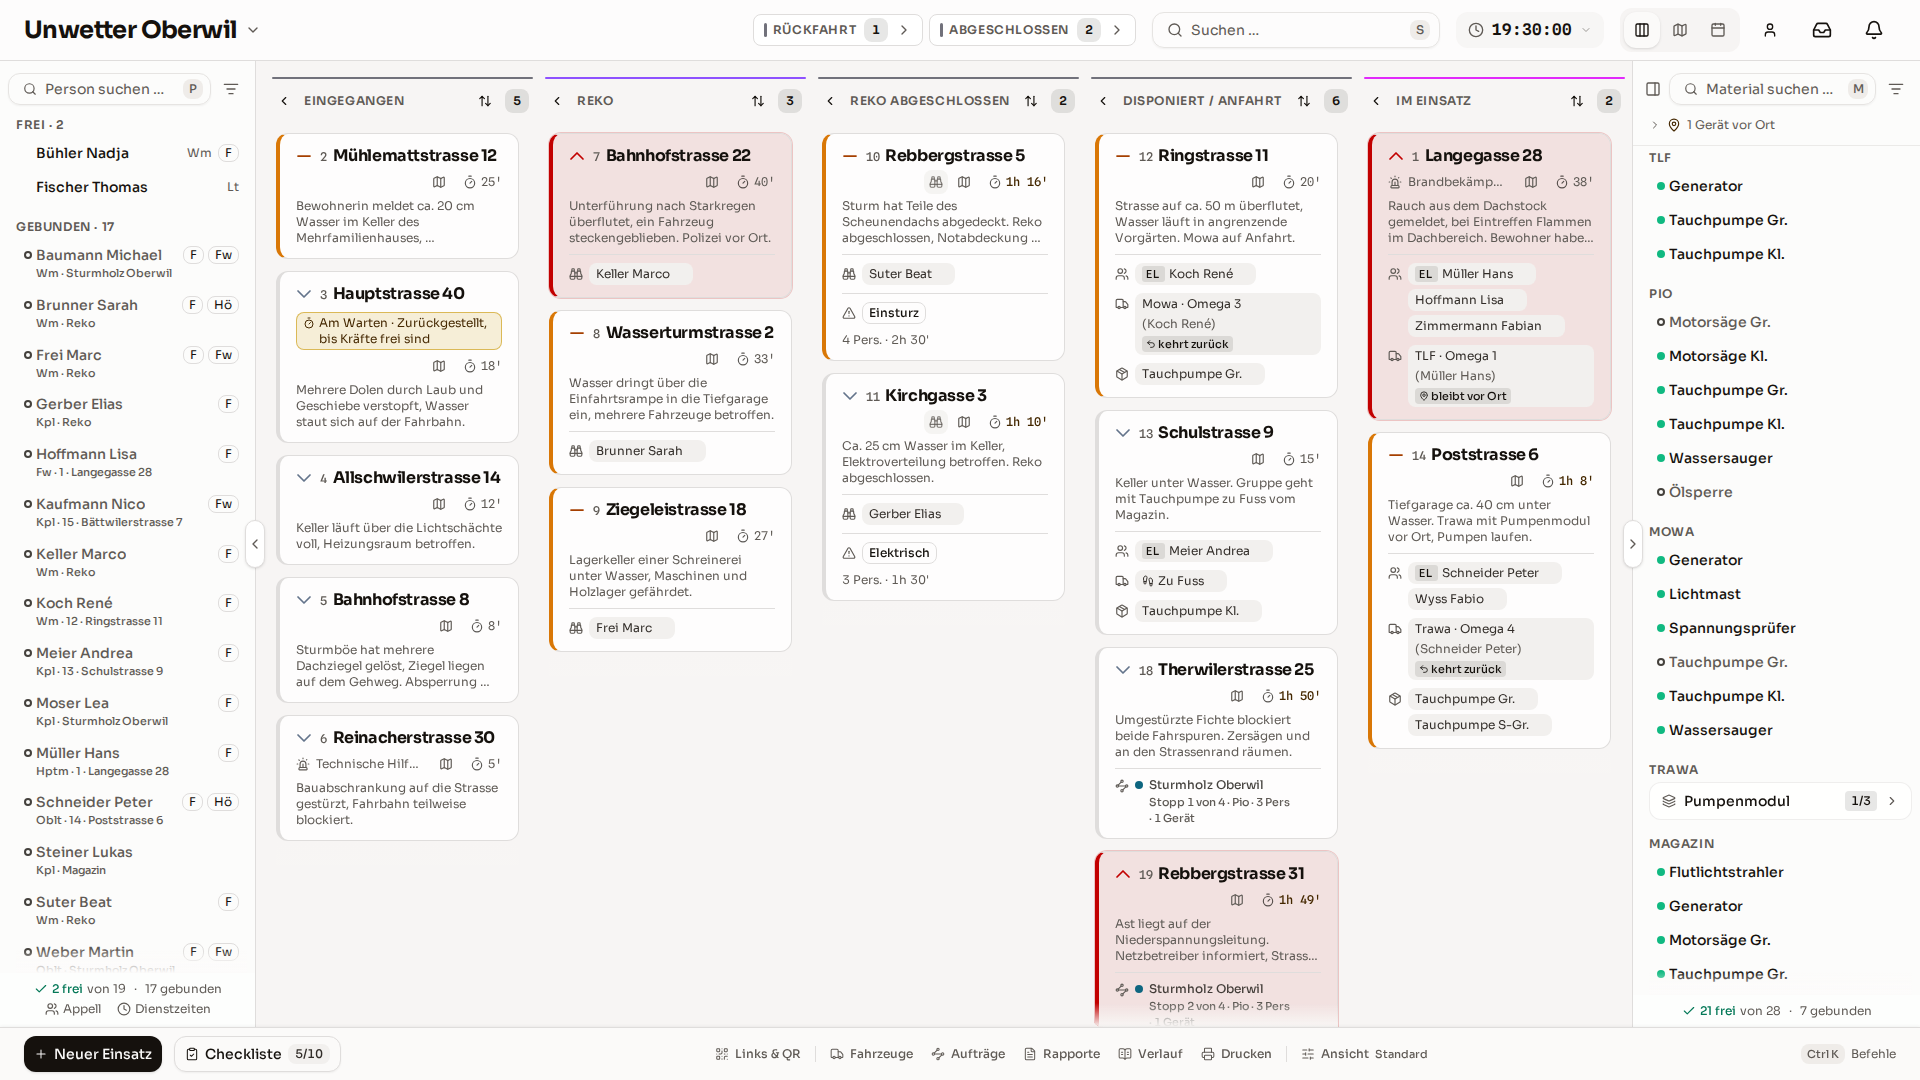 Unwetter Oberwil
RÜCKFAHRT 1
ABGESCHLOSSEN 2
Suchen ... S
19:30:00
Person suchen ... P
FREI · 2
Bühler Nadja Wm F
Fischer Thomas Lt
GEBUNDEN · 17
Baumann Michael F Fw
Wm · Sturmholz Oberwil
Brunner Sarah F Hö
Wm · Reko
Frei Marc F Fw
Wm · Reko
Gerber Elias F
Kpl · Reko
Hoffmann Lisa F
Fw · 1 · Langegasse 28
Kaufmann Nico Fw
Kpl · 15 · Bättwilerstrasse 7
Keller Marco F
Wm · Reko
Koch René F
Wm · 12 · Ringstrasse 11
Meier Andrea F
Kpl · 13 · Schulstrasse 9
Moser Lea F
Kpl · Sturmholz Oberwil
Müller Hans F
Hptm · 1 · Langegasse 28
Schneider Peter F Hö
Oblt · 14 · Poststrasse 6
Steiner Lukas
Kpl · Magazin
Suter Beat F
Wm · Reko
Weber Martin F Fw
Oblt · Sturmholz Oberwil
2 frei von 19 · 17 gebunden
Appell Dienstzeiten
EINGEGANGEN 5
2 Mühlemattstrasse 12
25'
Bewohnerin meldet ca. 20 cm
Wasser im Keller des
Mehrfamilienhauses, ...
3 Hauptstrasse 40
Am Warten · Zurückgestellt,
bis Kräfte frei sind
18'
Mehrere Dolen durch Laub und
Geschiebe verstopft, Wasser
staut sich auf der Fahrbahn.
4 Allschwilerstrasse 14
12'
Keller läuft über die Lichtschächte
voll, Heizungsraum betroffen.
5 Bahnhofstrasse 8
8'
Sturmböe hat mehrere
Dachziegel gelöst, Ziegel liegen
auf dem Gehweg. Absperrung ...
6 Reinacherstrasse 30
Technische Hilf... 5'
Bauabschrankung auf die Strasse
gestürzt, Fahrbahn teilweise
blockiert.
REKO 3
7 Bahnhofstrasse 22
40'
Unterführung nach Starkregen
überflutet, ein Fahrzeug
steckengeblieben. Polizei vor Ort.
Keller Marco
8 Wasserturmstrasse 2
33'
Wasser dringt über die
Einfahrtsrampe in die Tiefgarage
ein, mehrere Fahrzeuge betroffen.
Brunner Sarah
9 Ziegeleistrasse 18
27'
Lagerkeller einer Schreinerei
unter Wasser, Maschinen und
Holzlager gefährdet.
Frei Marc
REKO ABGESCHLOSSEN 2
10 Rebbergstrasse 5
1h 16'
Sturm hat Teile des
Scheunendachs abgedeckt. Reko
abgeschlossen, Notabdeckung ...
Suter Beat
Einsturz
4 Pers. · 2h 30'
11 Kirchgasse 3
1h 10'
Ca. 25 cm Wasser im Keller,
Elektroverteilung betroffen. Reko
abgeschlossen.
Gerber Elias
Elektrisch
3 Pers. · 1h 30'
DISPONIERT / ANFAHRT 6
12 Ringstrasse 11
20'
Strasse auf ca. 50 m überflutet,
Wasser läuft in angrenzende
Vorgärten. Mowa auf Anfahrt.
EL Koch René
Mowa · Omega 3
(Koch René)
kehrt zurück
Tauchpumpe Gr.
13 Schulstrasse 9
15'
Keller unter Wasser. Gruppe geht
mit Tauchpumpe zu Fuss vom
Magazin.
EL Meier Andrea
Zu Fuss
Tauchpumpe Kl.
18 Therwilerstrasse 25
1h 50'
Umgestürzte Fichte blockiert
beide Fahrspuren. Zersägen und
an den Strassenrand räumen.
Sturmholz Oberwil
Stopp 1 von 4 · Pio · 3 Pers
· 1 Gerät
19 Rebbergstrasse 31
1h 49'
Ast liegt auf der
Niederspannungsleitung.
Netzbetreiber informiert, Strass...
Sturmholz Oberwil
Stopp 2 von 4 · Pio · 3 Pers
· 1 Gerät
IM EINSATZ 2
1 Langegasse 28
Brandbekämp... 38'
Rauch aus dem Dachstock
gemeldet, bei Eintreffen Flammen
im Dachbereich. Bewohner habe...
EL Müller Hans
Hoffmann Lisa
Zimmermann Fabian
TLF · Omega 1
(Müller Hans)
bleibt vor Ort
14 Poststrasse 6
1h 8'
Tiefgarage ca. 40 cm unter
Wasser. Trawa mit Pumpenmodul
vor Ort, Pumpen laufen.
EL Schneider Peter
Wyss Fabio
Trawa · Omega 4
(Schneider Peter)
kehrt zurück
Tauchpumpe Gr.
Tauchpumpe S-Gr.
Material suchen ... M
1 Gerät vor Ort
TLF
Generator
Tauchpumpe Gr.
Tauchpumpe Kl.
PIO
Motorsäge Gr.
Motorsäge Kl.
Tauchpumpe Gr.
Tauchpumpe Kl.
Wassersauger
Ölsperre
MOWA
Generator
Lichtmast
Spannungsprüfer
Tauchpumpe Gr.
Tauchpumpe Kl.
Wassersauger
TRAWA
Pumpenmodul 1/3
MAGAZIN
Flutlichtstrahler
Generator
Motorsäge Gr.
Tauchpumpe Gr.
21 frei von 28 · 7 gebunden
+ Neuer Einsatz
Checkliste 5/10
Links & QR
Fahrzeuge
Aufträge
Rapporte
Verlauf
Drucken
Ansicht Standard
Ctrl K Befehle